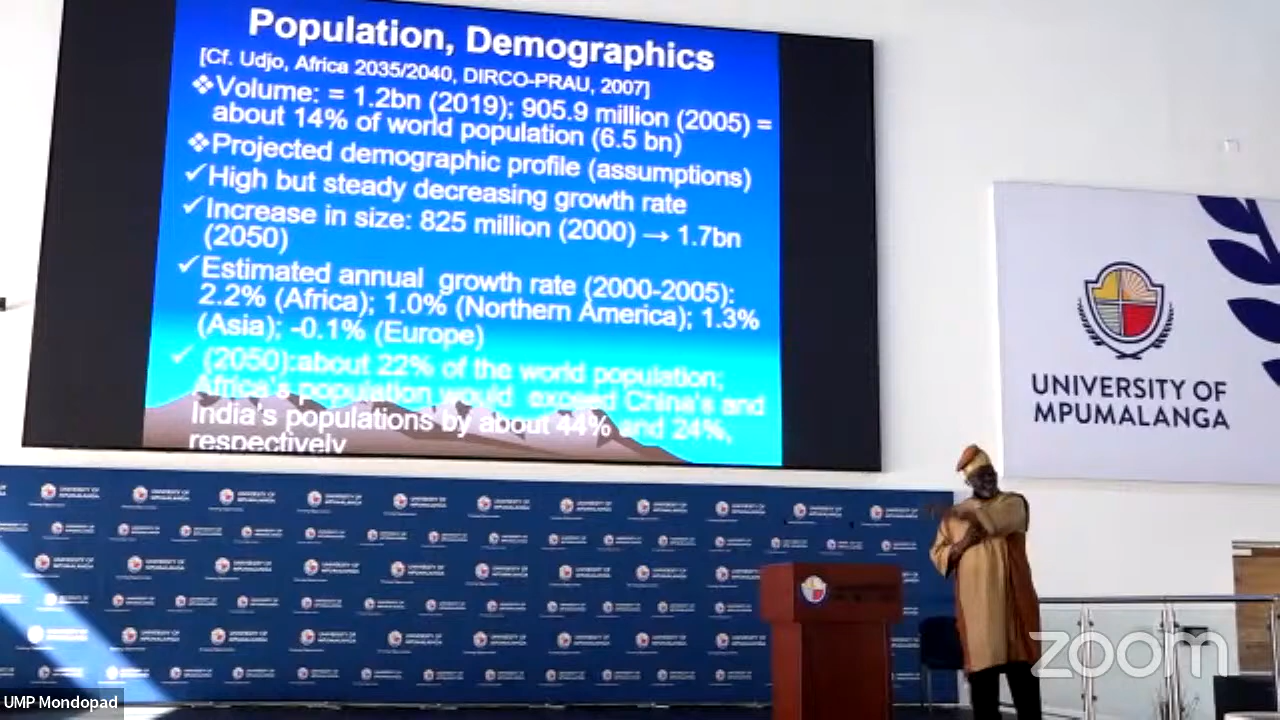 Population, Demographics
[Cf. Udjo, Africa 2035/2040, DIRCO-PRAU, 2007]
❖Volume: = 1.2bn (2019); 905.9 million (2005) =
about 14% of world population (6.5 bn)
❖Projected demographic profile (assumptions)
✓High but steady decreasing growth rate
✓Increase in size: 825 million (2000) → 1.7bn
(2050)
✓Estimated annual growth rate (2000-2005):
2.2% (Africa); 1.0% (Northern America); 1.3%
(Asia); -0.1% (Europe)
✓ (2050):about 22% of the world population;
Africa's population would exceed China's and
India's populations by about 44% and 24%,
respectively
UNIVERSITY OF
MPUMALANGA
zoom
UMP Mondopad